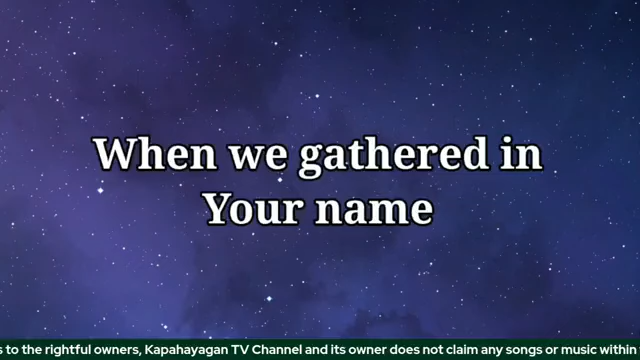 When we gathered in
Your name
to the rightful owners, Kapahayagan TV Channel and its owner does not claim any songs or music within